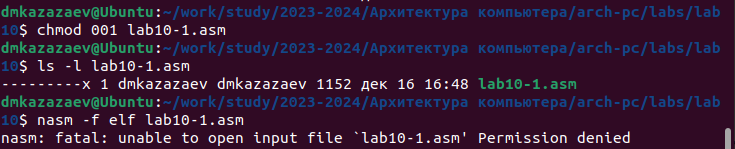 dmkazazaev@Ubuntu:~/work/study/2023-2024/Архитектура компьютера/arch-pc/labs/lab
10$ chmod 001 lab10-1.asm
dmkazazaev@Ubuntu:~/work/study/2023-2024/Архитектура компьютера/arch-pc/labs/lab
10$ ls -l lab10-1.asm
---------x 1 dmkazazaev dmkazazaev 1152 дек 16 16:48 lab10-1.asm
dmkazazaev@Ubuntu:~/work/study/2023-2024/Архитектура компьютера/arch-pc/labs/lab
10$ nasm -f elf lab10-1.asm
nasm: fatal: unable to open input file `lab10-1.asm' Permission denied